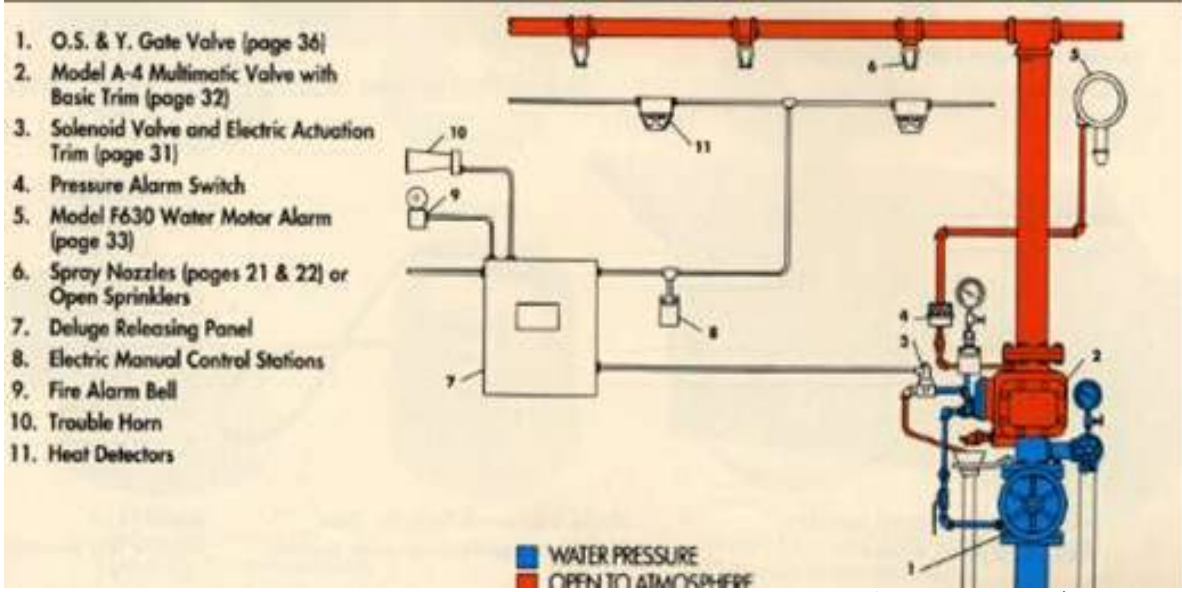 1. O.S. & Y. Gate Valve (page 36)
2. Model A-4 Multimatic Valve with
Basic Trim (page 32)
3. Solenoid Valve and Electric Actuation
Trim (page 31)
4. Pressure Alarm Switch
5. Model F630 Water Motor Alarm
(page 33)
6. Spray Nozzles (pages 21 & 22) or
Open Sprinklers
7. Deluge Releasing Panel
8. Electric Manual Control Stations
9. Fire Alarm Bell
10. Trouble Horn
11. Heat Detectors
5
6
10
11
9
4
8
3
2
7
1
WATER PRESSURE
OPEN TO ATMOSPHERE